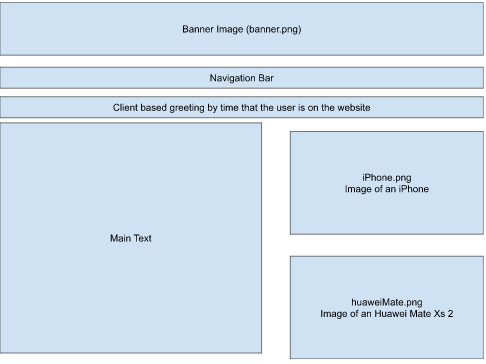 Banner Image (banner.png)
Navigation Bar
Client based greeting by time that the user is on the website
Main Text
iPhone.png
Image of an iPhone
huaweiMate.png
Image of an Huawei Mate Xs 2